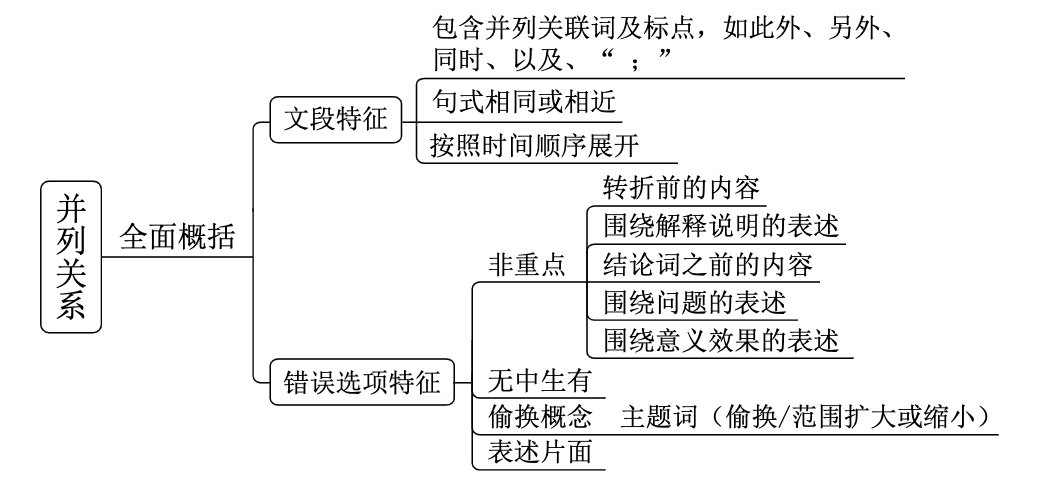 并列关系
全面概括
文段特征
包含并列关联词及标点，如此外、另外、
同时、以及、“ ；”
句式相同或相近
按照时间顺序展开
错误选项特征
非重点
转折前的内容
围绕解释说明的表述
结论词之前的内容
围绕问题的表述
围绕意义效果的表述
无中生有
偷换概念 主题词（偷换/范围扩大或缩小）
表述片面